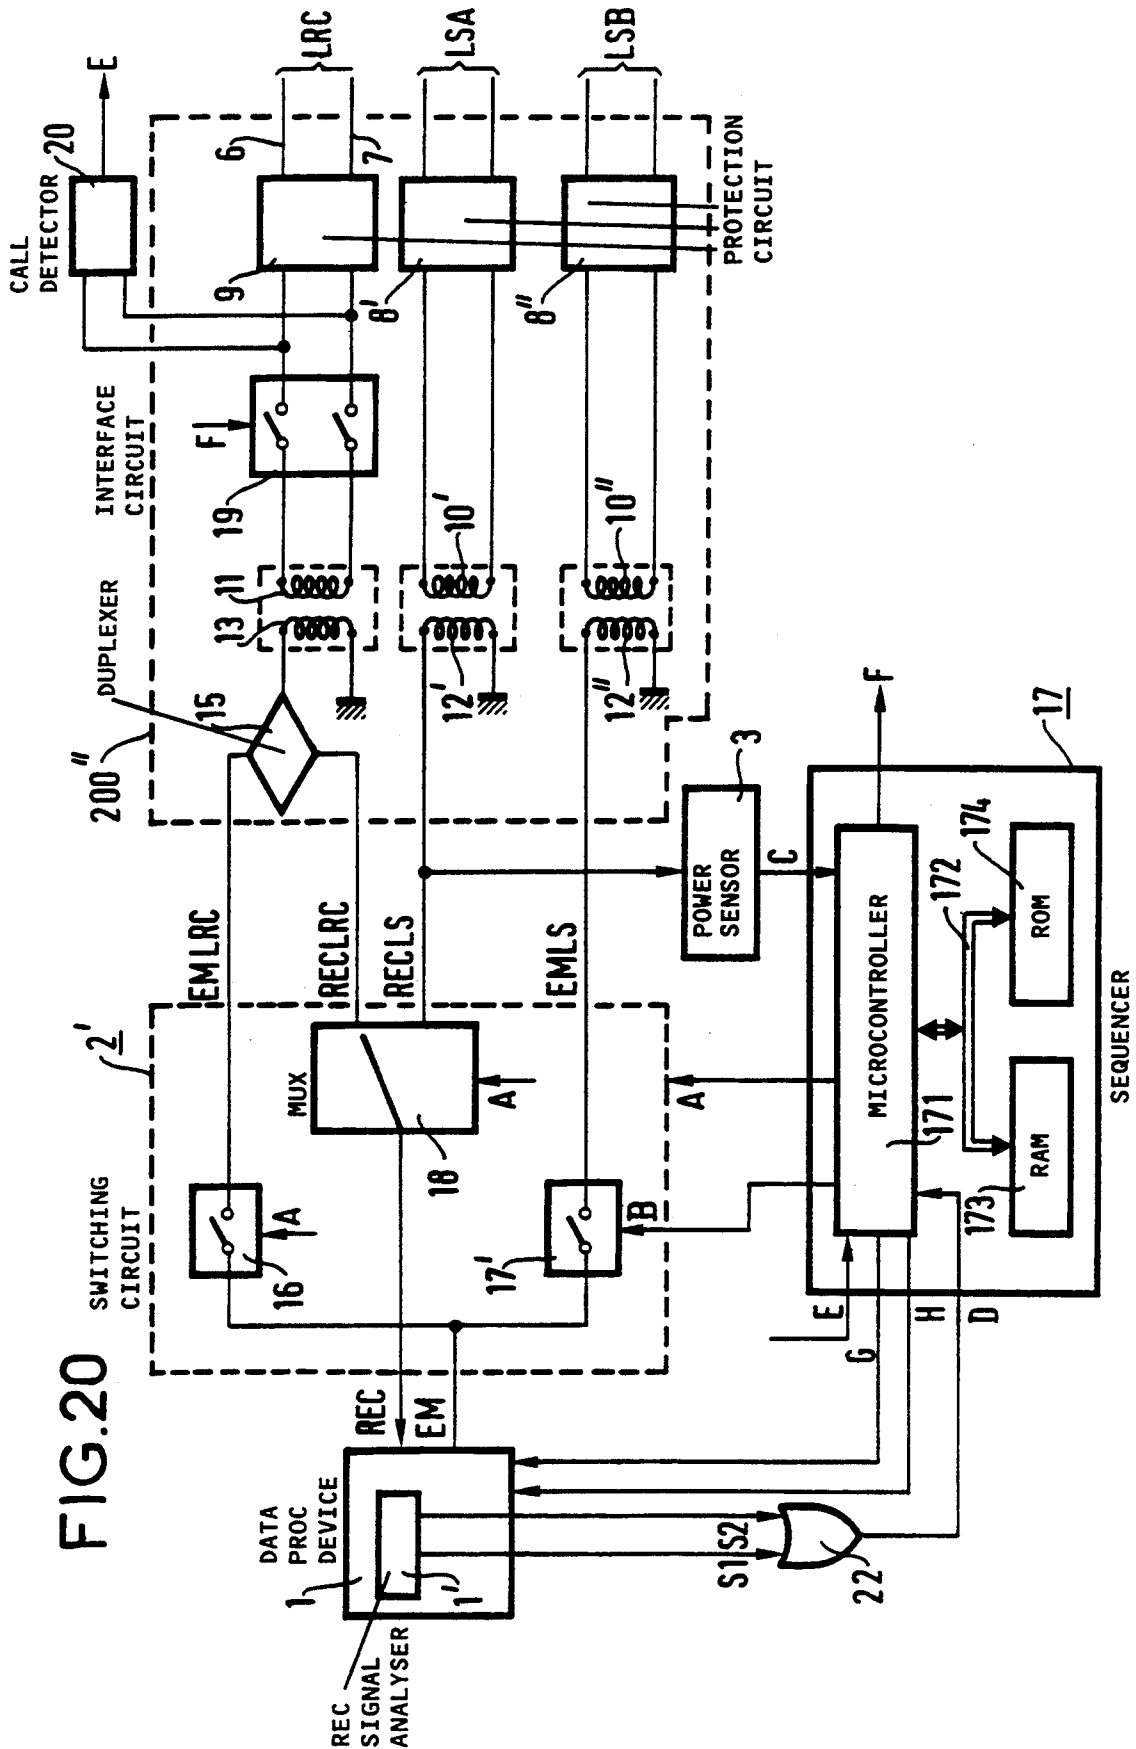 FIG.20
SWITCHING
CIRCUIT
2'
200"
DUPLEXER
INTERFACE
CIRCUIT
CALL
DETECTOR
20
E
DATA
PROC
DEVICE
1
REC
SIGNAL
ANALYSER
1'
REC
EM
16
A
MUX
18
A
17'
B
EMLRC
RECLRC
RECLS
EMLS
15
13
11
19
F
9
6
7
LRC
12'
10'
8'
LSA
12"
10"
8"
LSB
PROTECTION
CIRCUIT
S1
S2
22
E
G
H
D
A
POWER
SENSOR
3
C
MICROCONTROLLER
171
172
173
RAM
174
ROM
17
F
SEQUENCER